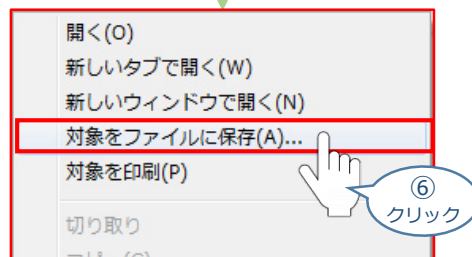 開く(O)
新しいタブで開く(W)
新しいウィンドウで開く(N)
対象をファイルに保存(A)...
対象を印刷(P)
⑥
クリック
切り取り